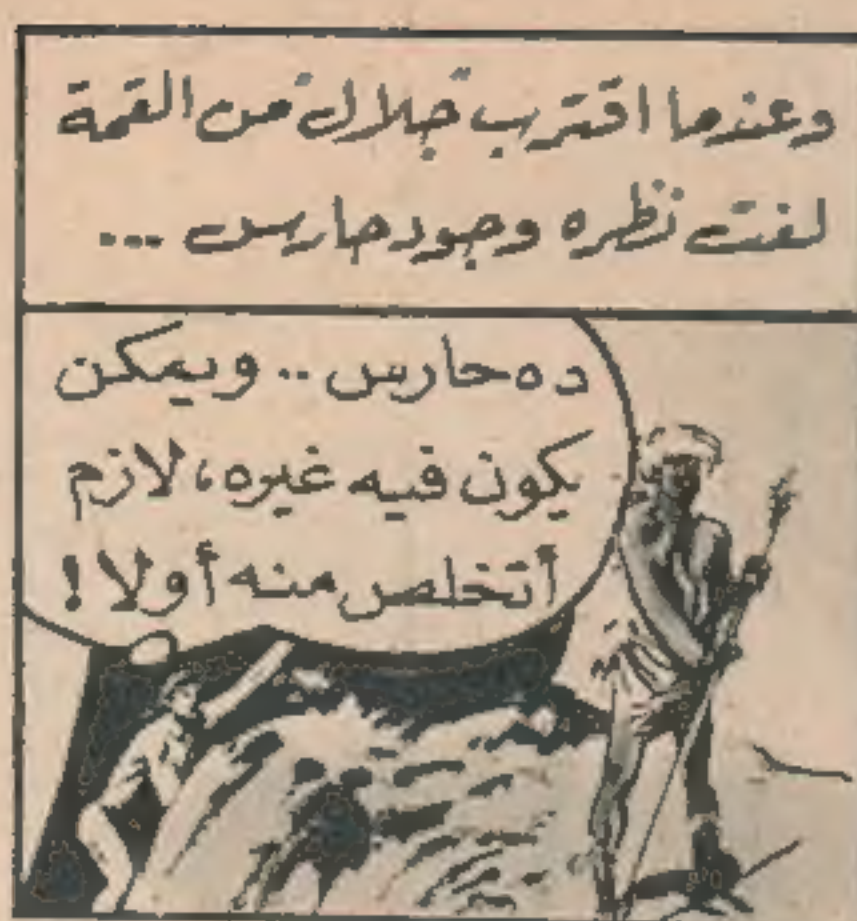 وعندما اقترب "جلال" من القمة
لفت نظره وجود حارس ...
ده حارس .. ويمكن
يكون فيه غيره، لازم
أتخلص منه أولا!